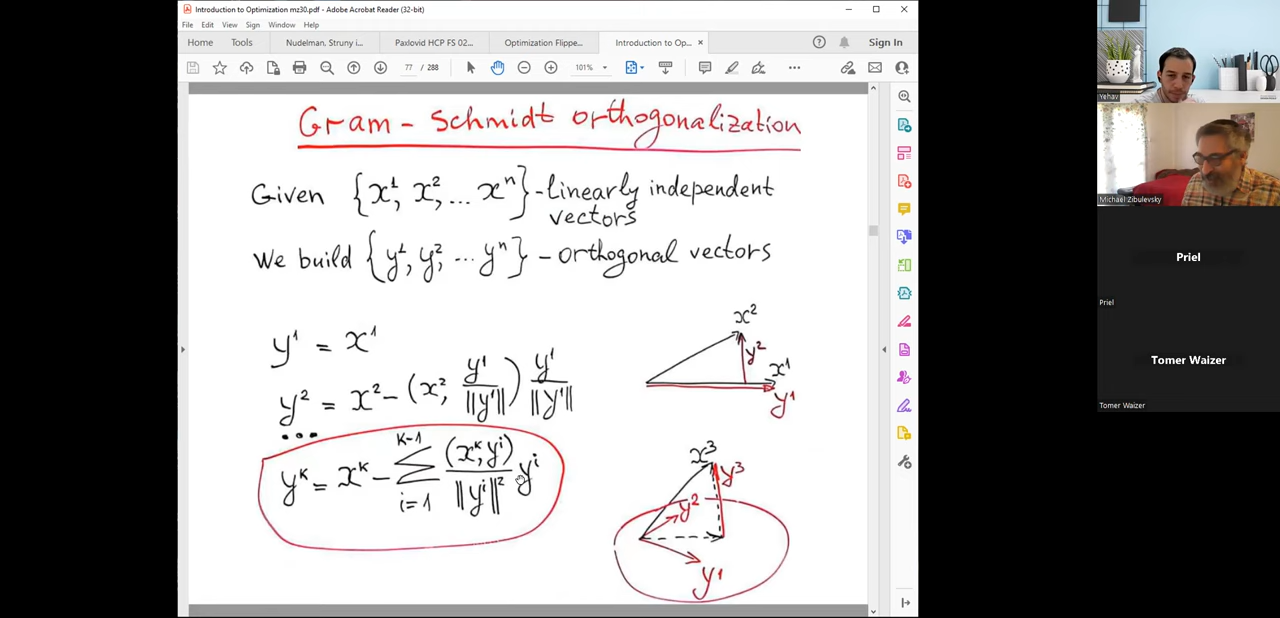 Introduction to Optimization mz30.pdf - Adobe Acrobat Reader (32-bit)
File Edit View Sign Window Help
Home Tools Nudelman, Struny i... Paxlovid HCP FS 02... Optimization Flippe... Introduction to Op... × Sign In
77 / 288 101%
Gram - Schmidt orthogonalization
Given {x¹, x², ... xⁿ} - linearly independent
vectors
We build {y¹, y², ... yⁿ} - orthogonal vectors
y¹ = x¹
y² = x² - (x², y¹/||y¹||) y¹/||y¹||
...
yᵏ = xᵏ - Σ_{i=1}^{k-1} (xᵏ, yⁱ)/||yⁱ||² yⁱ
x²
y²
x¹
y¹
x³
y³
y²
y¹
Yehav
Michael Zibulevsky
Priel
Priel
Tomer Waizer
Tomer Waizer